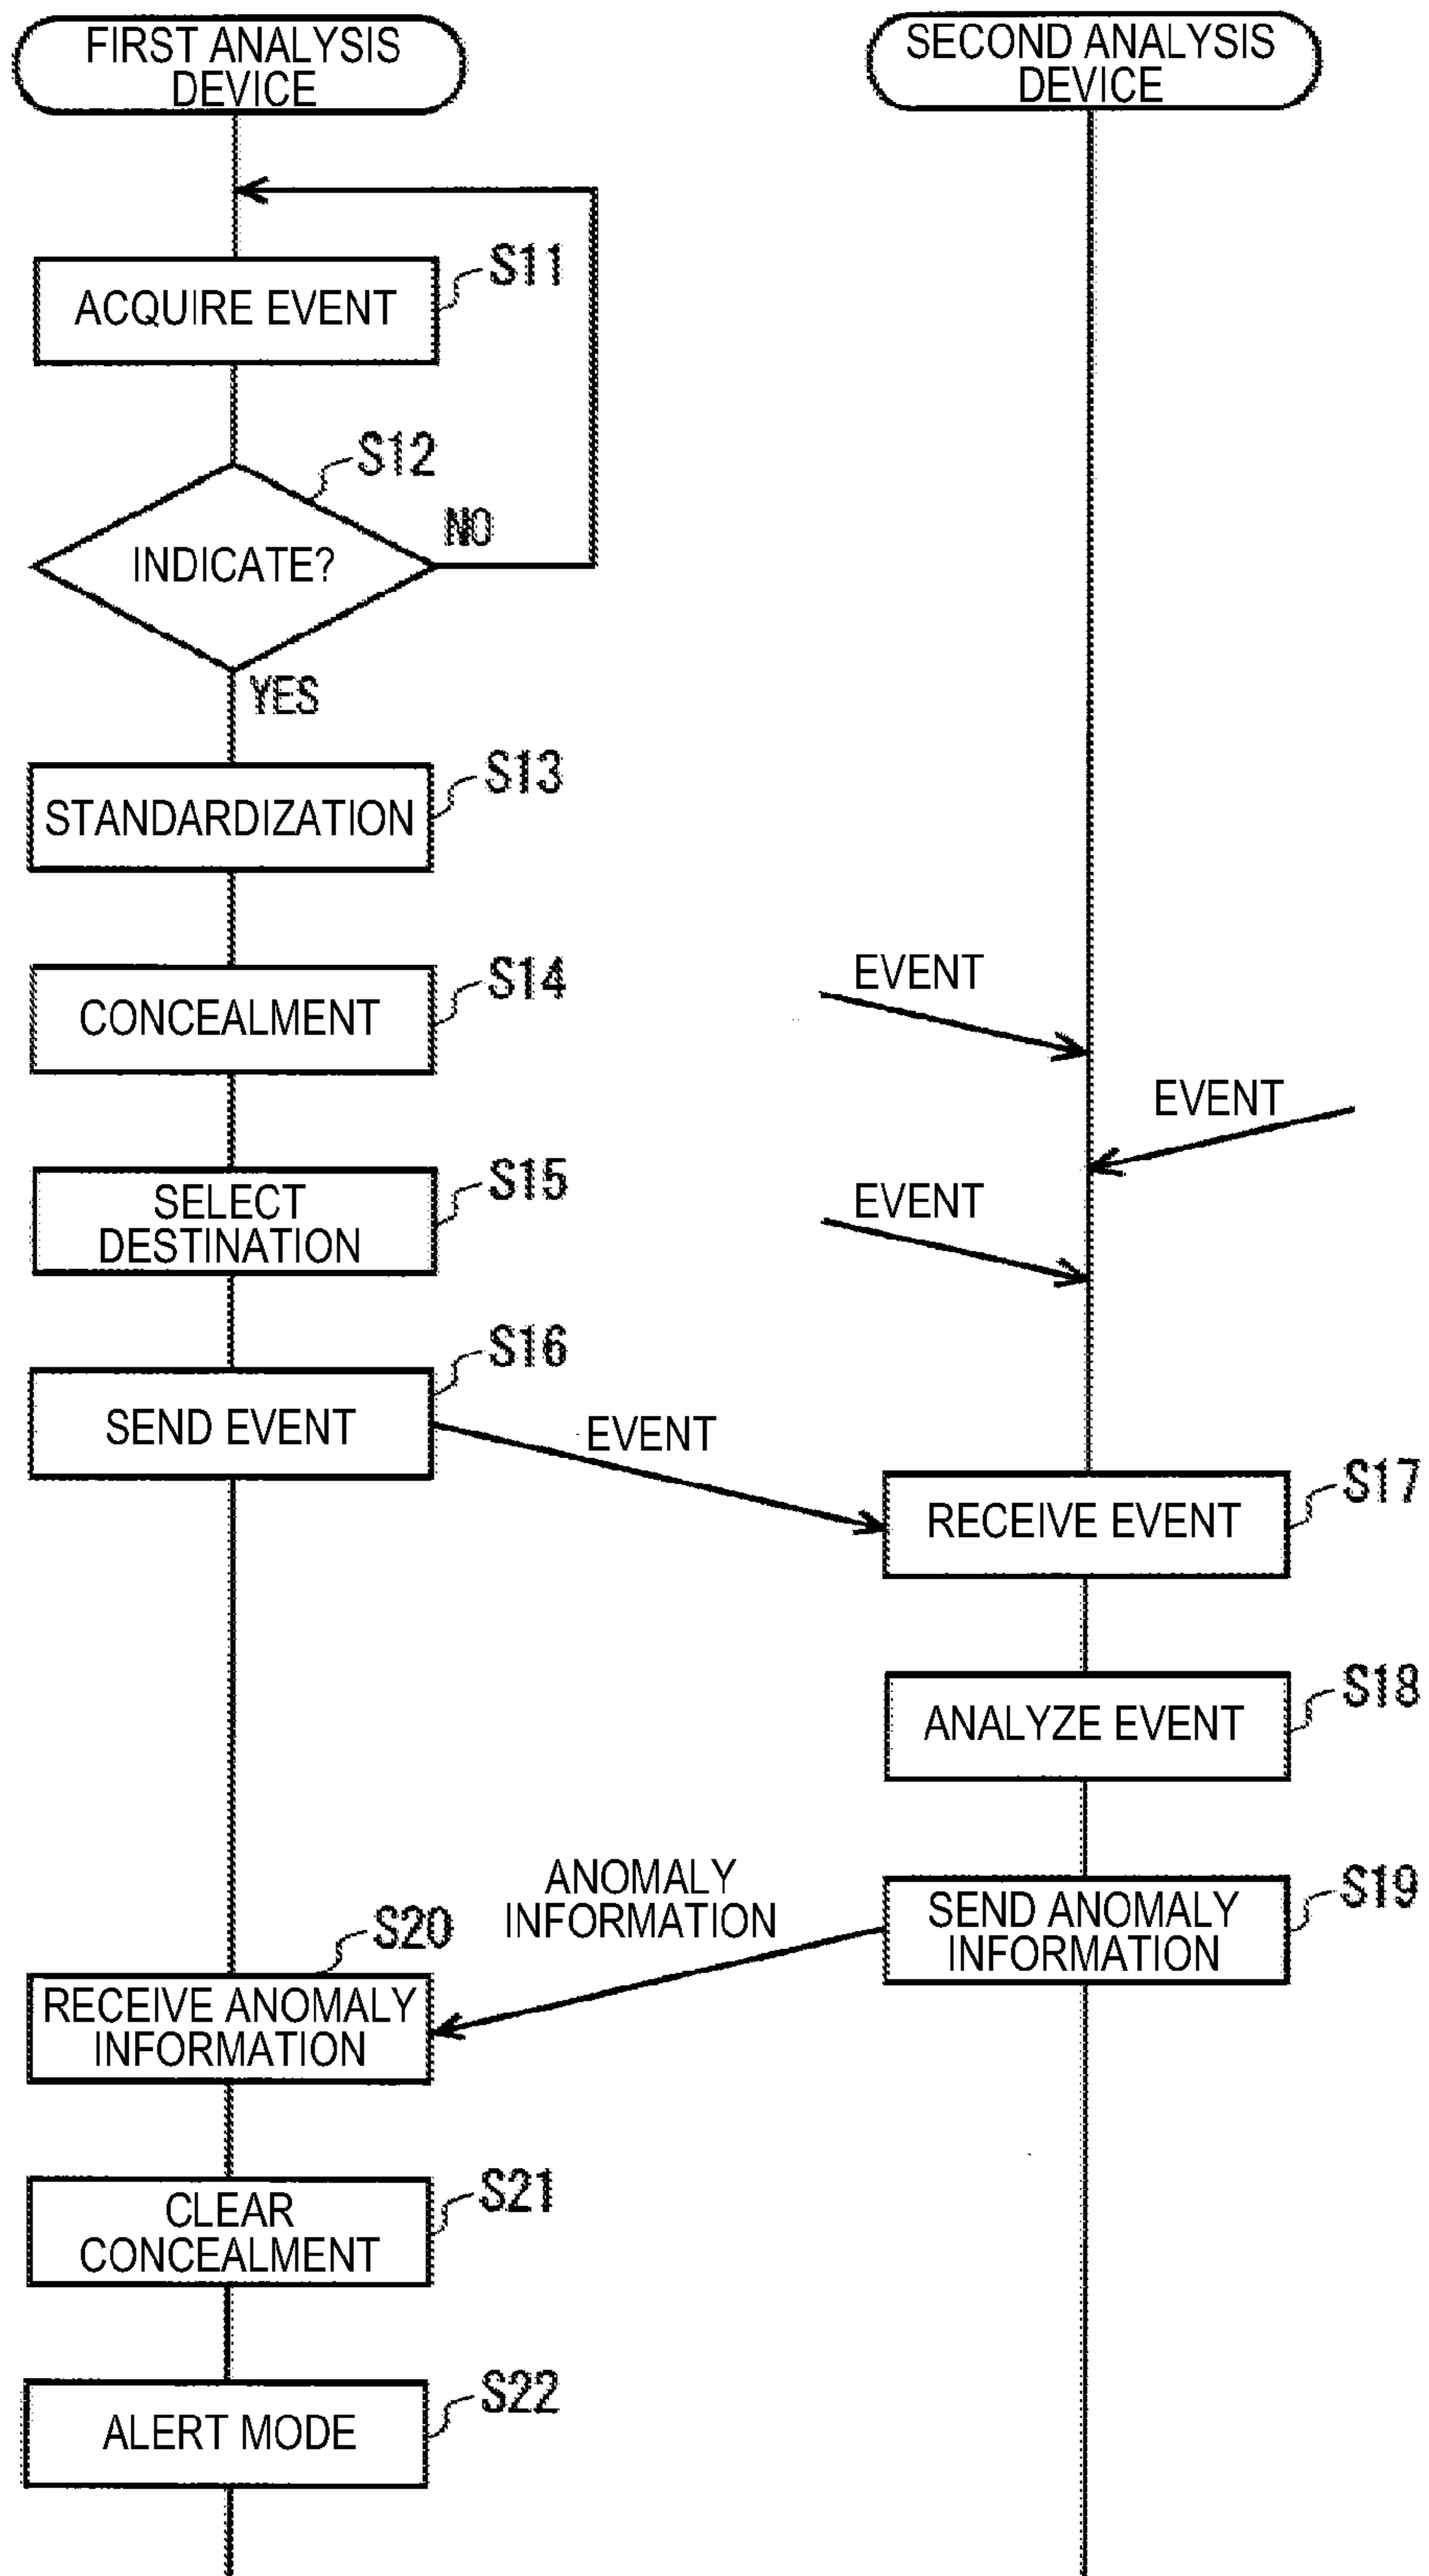 FIRST ANALYSIS
DEVICE
SECOND ANALYSIS
DEVICE
S11
ACQUIRE EVENT
S12
NO
INDICATE?
YES
S13
STANDARDIZATION
S14
CONCEALMENT
EVENT
EVENT
S15
SELECT
DESTINATION
EVENT
S16
SEND EVENT
EVENT
S17
RECEIVE EVENT
S18
ANALYZE EVENT
ANOMALY
INFORMATION
S19
SEND ANOMALY
INFORMATION
S20
RECEIVE ANOMALY
INFORMATION
S21
CLEAR
CONCEALMENT
S22
ALERT MODE